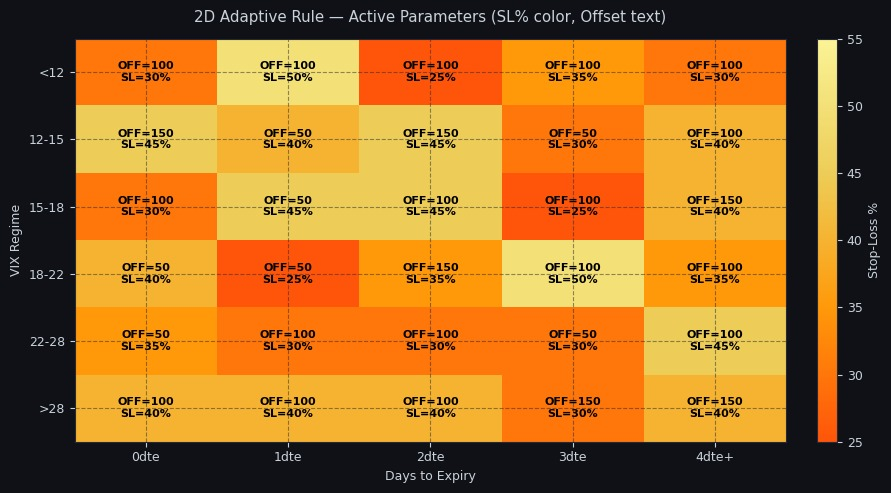 2D Adaptive Rule — Active Parameters (SL% color, Offset text)
VIX Regime
<12
OFF=100 OFF=100 OFF=100 OFF=100 OFF=100
SL=30% SL=50% SL=25% SL=35% SL=30%
12-15
OFF=150 OFF=50 OFF=150 OFF=50 OFF=100
SL=45% SL=40% SL=45% SL=30% SL=40%
15-18
OFF=100 OFF=50 OFF=100 OFF=100 OFF=150
SL=30% SL=45% SL=45% SL=25% SL=40%
18-22
OFF=50 OFF=50 OFF=150 OFF=100 OFF=100
SL=40% SL=25% SL=35% SL=50% SL=35%
22-28
OFF=50 OFF=100 OFF=100 OFF=50 OFF=100
SL=35% SL=30% SL=30% SL=30% SL=45%
>28
OFF=100 OFF=100 OFF=100 OFF=150 OFF=150
SL=40% SL=40% SL=40% SL=30% SL=40%
0dte 1dte 2dte 3dte 4dte+
Days to Expiry
55
50
45
40
35
30
25
Stop-Loss %